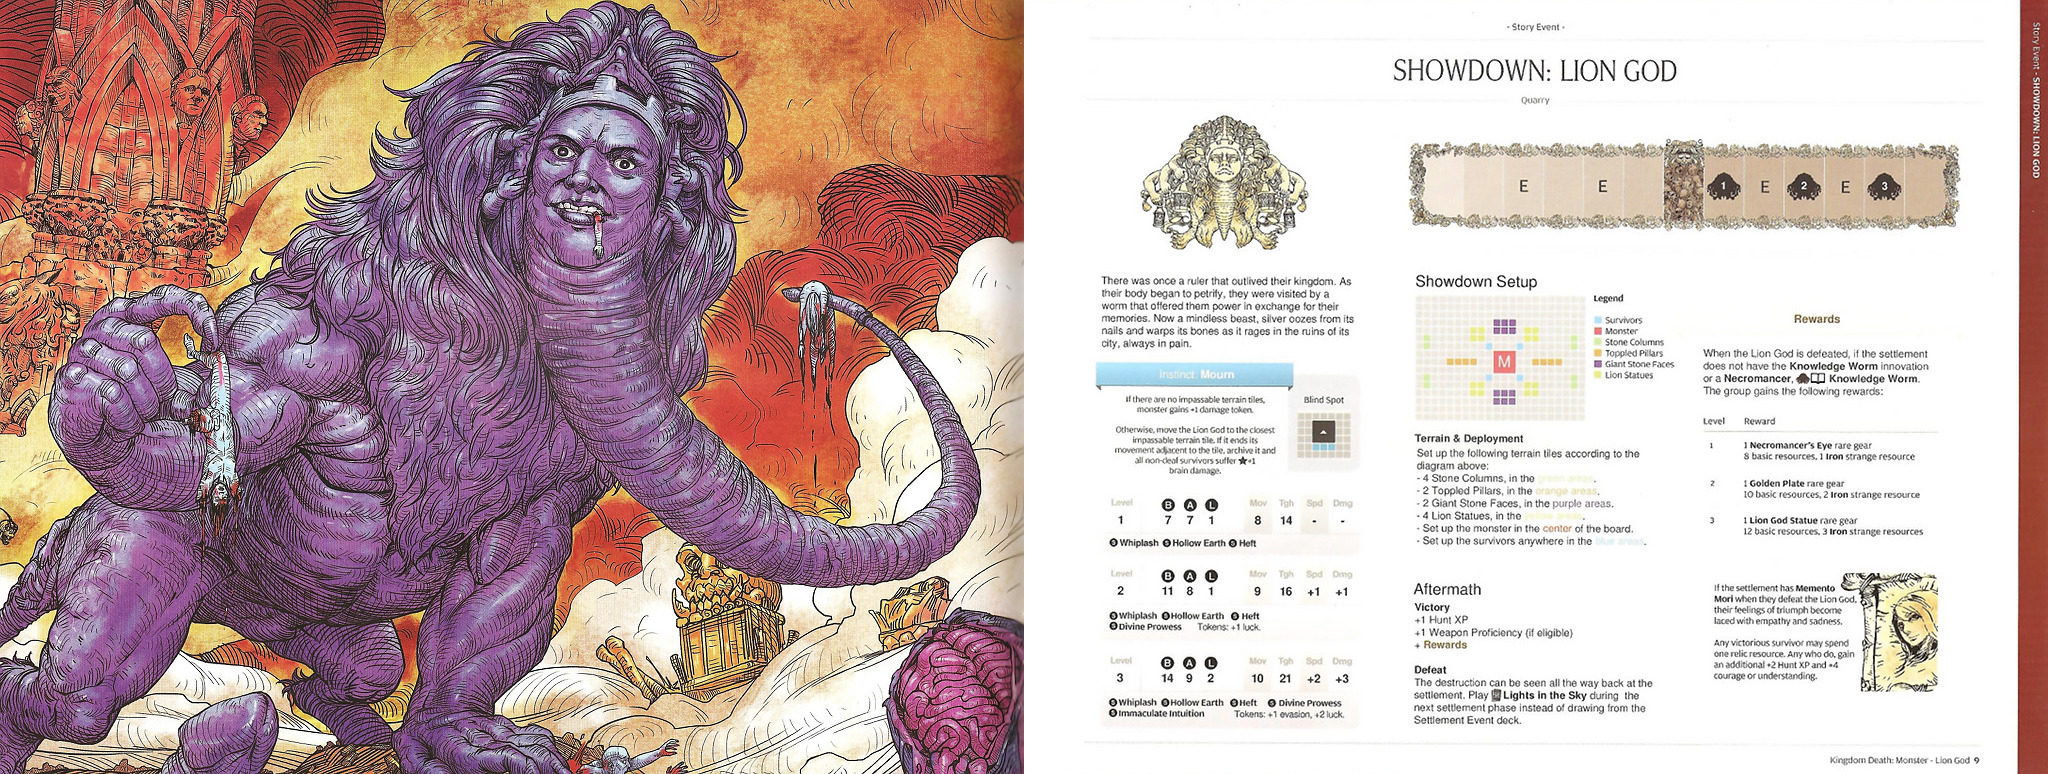 - Story Event -
SHOWDOWN: LION GOD
Quarry
E E 1 E 2 E 3
There was once a ruler that outlived their kingdom. As
their body began to petrify, they were visited by a
worm that offered them power in exchange for their
memories. Now a mindless beast, silver oozes from its
nails and warps its bones as it rages in the ruins of its
city, always in pain.
Instinct: Mourn
If there are no impassable terrain tiles,
monster gains +1 damage token.
Otherwise, move the Lion God to the closest
impassable terrain tile. If it ends its
movement adjacent to the tile, archive it and
all non-deaf survivors suffer ★+1
brain damage.
Blind Spot
Level B A L Mov Tgh Spd Dmg
1 7 7 1 8 14 - -
S Whiplash S Hollow Earth S Heft
Level B A L Mov Tgh Spd Dmg
2 11 8 1 9 16 +1 +1
S Whiplash S Hollow Earth S Heft
S Divine Prowess Tokens: +1 luck.
Level B A L Mov Tgh Spd Dmg
3 14 9 2 10 21 +2 +3
S Whiplash S Hollow Earth S Heft S Divine Prowess
S Immaculate Intuition Tokens: +1 evasion, +2 luck.
Showdown Setup
M
Legend
Survivors
Monster
Stone Columns
Toppled Pillars
Giant Stone Faces
Lion Statues
Terrain & Deployment
Set up the following terrain tiles according to the
diagram above:
- 4 Stone Columns, in the green areas.
- 2 Toppled Pillars, in the orange areas.
- 2 Giant Stone Faces, in the purple areas.
- 4 Lion Statues, in the yellow areas.
- Set up the monster in the center of the board.
- Set up the survivors anywhere in the blue areas.
Aftermath
Victory
+1 Hunt XP
+1 Weapon Proficiency (if eligible)
+ Rewards
Defeat
The destruction can be seen all the way back at the
settlement. Play Lights in the Sky during the
next settlement phase instead of drawing from the
Settlement Event deck.
Rewards
When the Lion God is defeated, if the settlement
does not have the Knowledge Worm innovation
or a Necromancer, Knowledge Worm.
The group gains the following rewards:
Level Reward
1 1 Necromancer's Eye rare gear
8 basic resources, 1 Iron strange resource
2 1 Golden Plate rare gear
10 basic resources, 2 Iron strange resource
3 1 Lion God Statue rare gear
12 basic resources, 3 Iron strange resources
If the settlement has Memento
Mori when they defeat the Lion God,
their feelings of triumph become
laced with empathy and sadness.
Any victorious survivor may spend
one relic resource. Any who do, gain
an additional +2 Hunt XP and +4
courage or understanding.
Kingdom Death: Monster - Lion God 9
Story Event - SHOWDOWN: LION GOD